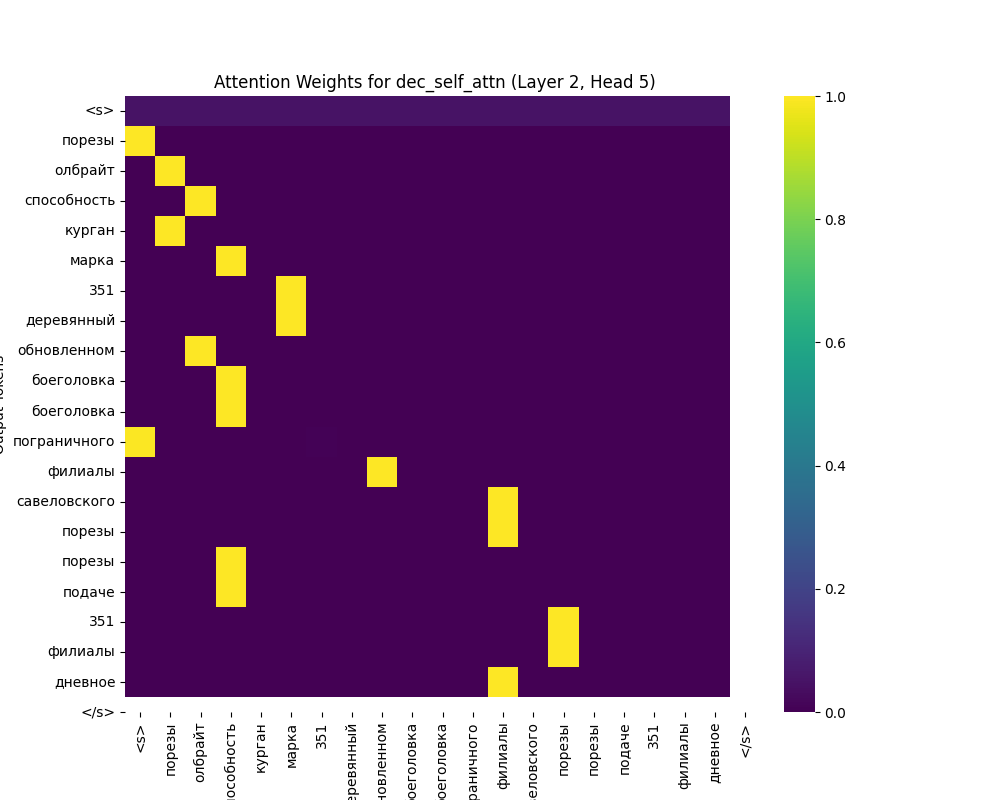 Attention Weights for dec_self_attn (Layer 2, Head 5)
<s>
порезы
олбрайт
способность
курган
марка
351
деревянный
обновленном
боеголовка
боеголовка
пограничного
филиалы
савеловского
порезы
порезы
подаче
351
филиалы
дневное
</s>
<s>
порезы
олбрайт
курган
марка
351
филиалы
порезы
порезы
подаче
351
филиалы
дневное
</s>
1.0
0.8
0.6
0.4
0.2
0.0